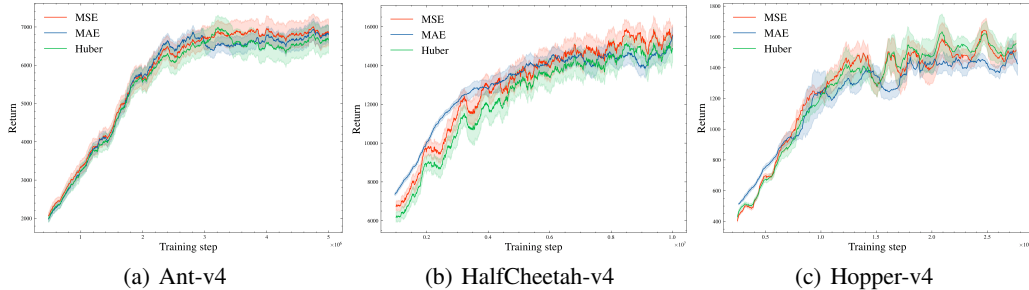 MSE
MAE
Huber
7000
6000
5000
4000
3000
2000
Return
1
2
3
4
5
Training step
(a) Ant-v4
MSE
MAE
Huber
16000
14000
12000
10000
8000
6000
Return
0.2
0.4
0.6
0.8
1.0
Training step
×10⁷
(b) HalfCheetah-v4
MSE
MAE
Huber
1800
1600
1400
1200
1000
800
600
400
Return
0.5
1.0
1.5
2.0
2.5
Training step
(c) Hopper-v4